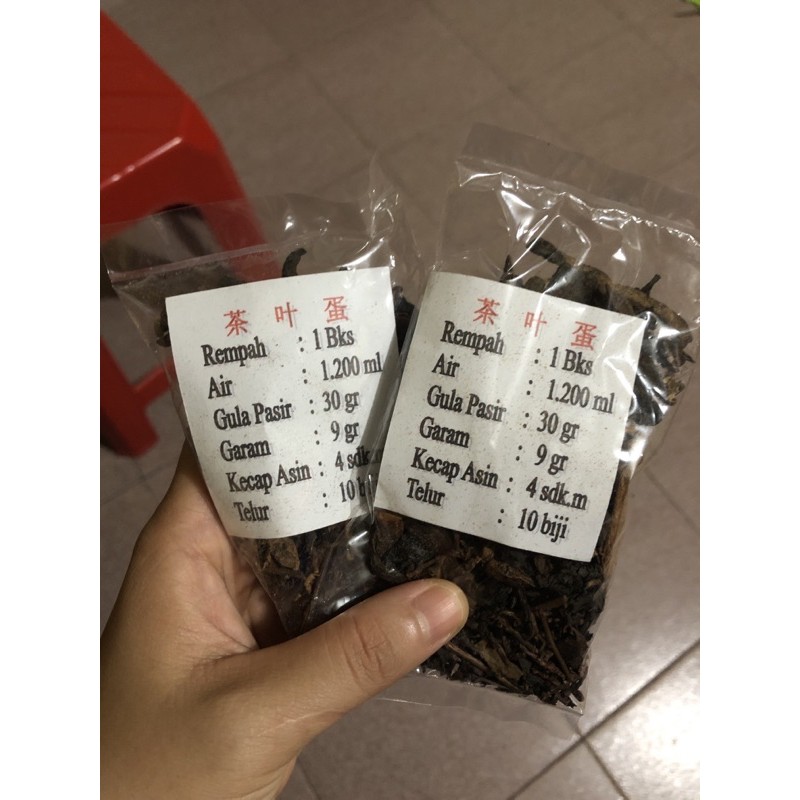 茶叶蛋
Rempah : 1 Bks
Air : 1.200 ml
Gula Pasir : 30 gr
Garam : 9 gr
Kecap Asin : 4 sdk
Telur : 10 biji
茶叶蛋
Rempah : 1 Bks
Air : 1.200 ml
Gula Pasir : 30 gr
Garam : 9 gr
Kecap Asin : 4 sdk.m
Telur : 10 biji